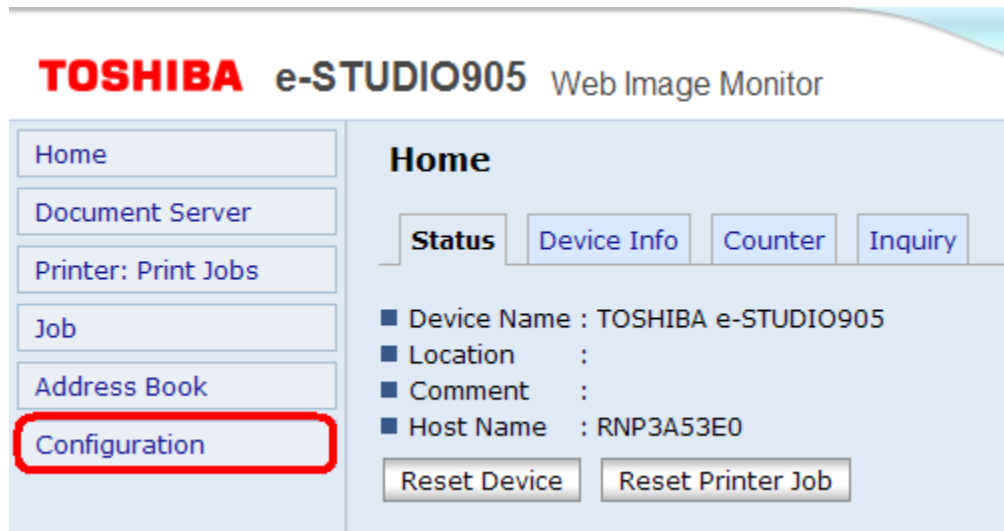 TOSHIBA e-STUDIO905 Web Image Monitor
Home
Document Server
Printer: Print Jobs
Job
Address Book
Configuration
Home
Status Device Info Counter Inquiry
Device Name : TOSHIBA e-STUDIO905
Location :
Comment :
Host Name : RNP3A53E0
Reset Device Reset Printer Job